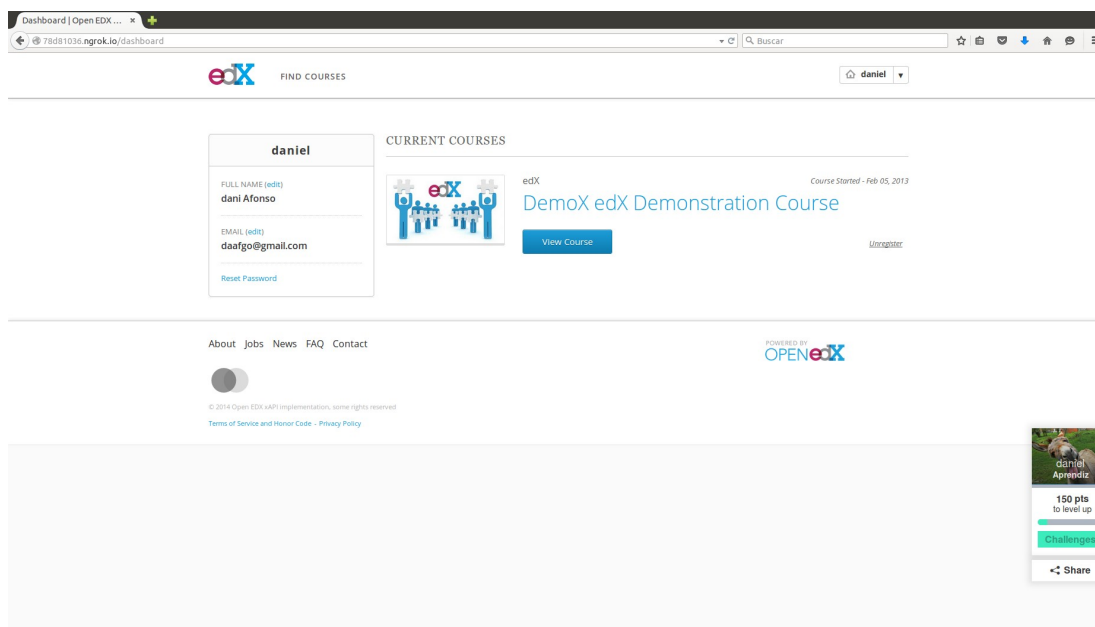 Dashboard | Open EDX ...
78d81036.ngrok.io/dashboard
Buscar
edX
FIND COURSES
daniel
daniel
FULL NAME (edit)
dani Afonso
EMAIL (edit)
daafgo@gmail.com
Reset Password
CURRENT COURSES
edX
edX
Course Started - Feb 05, 2013
DemoX edX Demonstration Course
View Course
Unregister
About Jobs News FAQ Contact
POWERED BY
OPEN edX
© 2014 Open EDX xAPI implementation, some rights reserved
Terms of Service and Honor Code - Privacy Policy
daniel
Aprendiz
150 pts
to level up
Challenges
Share